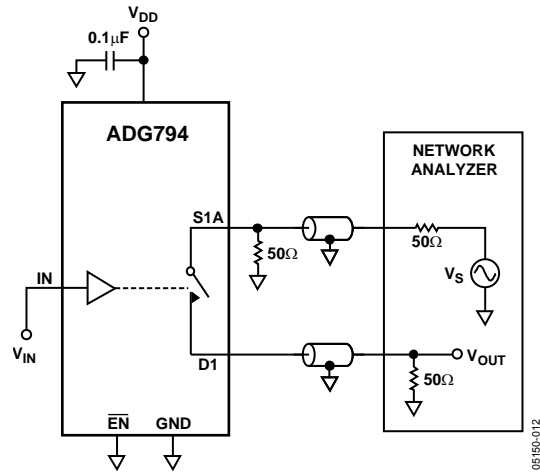 VDD
0.1µF
ADG794
NETWORK
ANALYZER
S1A
50Ω
50Ω
VS
IN
VIN
D1
VOUT
50Ω
EN
GND
05150-012